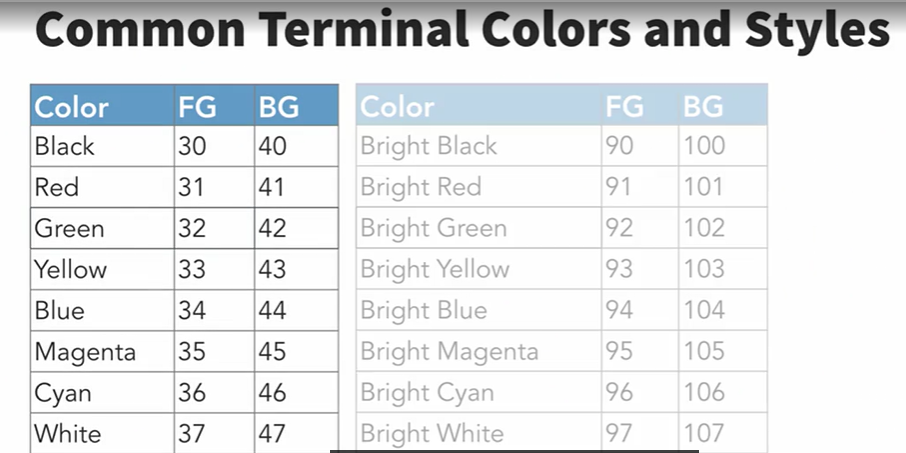 Common Terminal Colors and Styles
Color FG BG Color FG BG
Black 30 40 Bright Black 90 100
Red 31 41 Bright Red 91 101
Green 32 42 Bright Green 92 102
Yellow 33 43 Bright Yellow 93 103
Blue 34 44 Bright Blue 94 104
Magenta 35 45 Bright Magenta 95 105
Cyan 36 46 Bright Cyan 96 106
White 37 47 Bright White 97 107